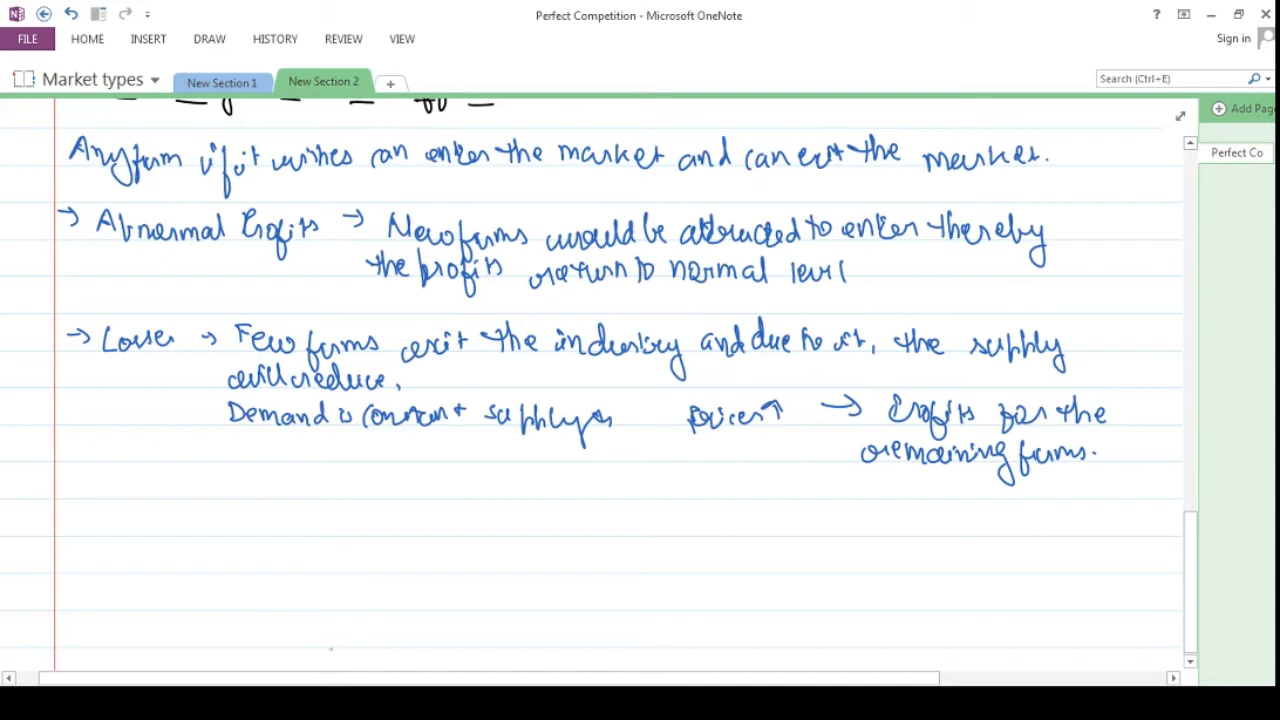 Perfect Competition - Microsoft OneNote
Sign in
FILE HOME INSERT DRAW HISTORY REVIEW VIEW
Market types New Section 1 New Section 2
Search (Ctrl+E)
Add Pag
Perfect Co
Any firm if it wishes can enter the market and can exit the market.
→ Abnormal Profits → New firms would be attracted to enter thereby
the profits return to normal level
→ Losses → Few firms exit the industry and due to it, the supply
will reduce.
Demand is constant supply prices↑ → Profits for the
remaining firms.